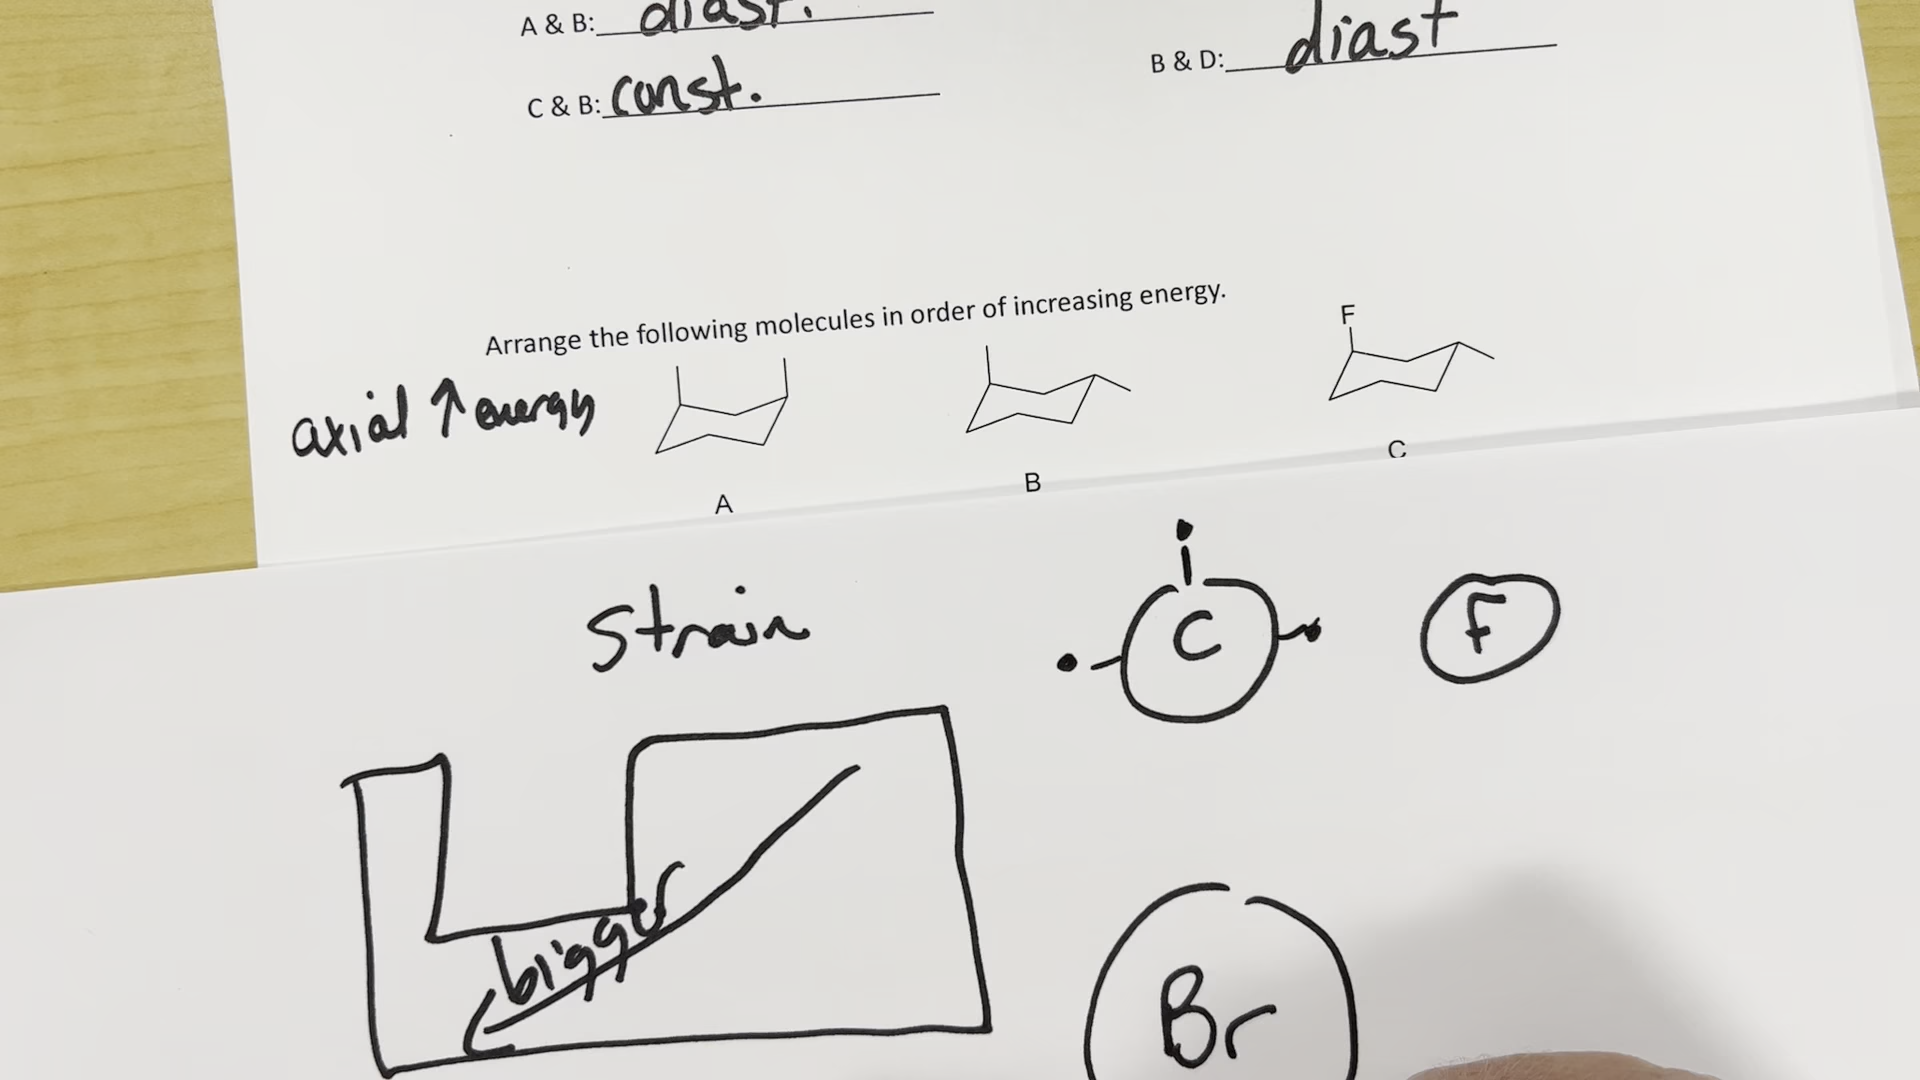 A & B: diast.
B & D: diast
C & B: const.
Arrange the following molecules in order of increasing energy.
F
axial ↑ energy
A
B
C
Strain
C
F
bigger
Br